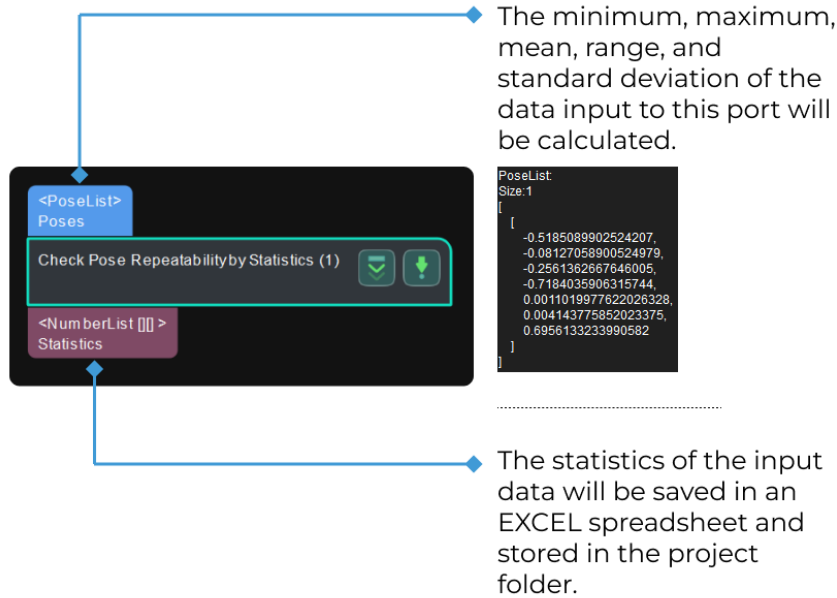 The minimum, maximum,
mean, range, and
standard deviation of the
data input to this port will
be calculated.
<PoseList>
Poses
Check Pose Repeatability by Statistics (1)
<NumberList [][] >
Statistics
PoseList:
Size:1
[
[
-0.5185089902524207,
-0.08127058900524979,
-0.2561362667646005,
-0.7184035906315744,
0.0011019977622026328,
0.004143775852023375,
0.6956133233990582
]
]
The statistics of the input
data will be saved in an
EXCEL spreadsheet and
stored in the project
folder.